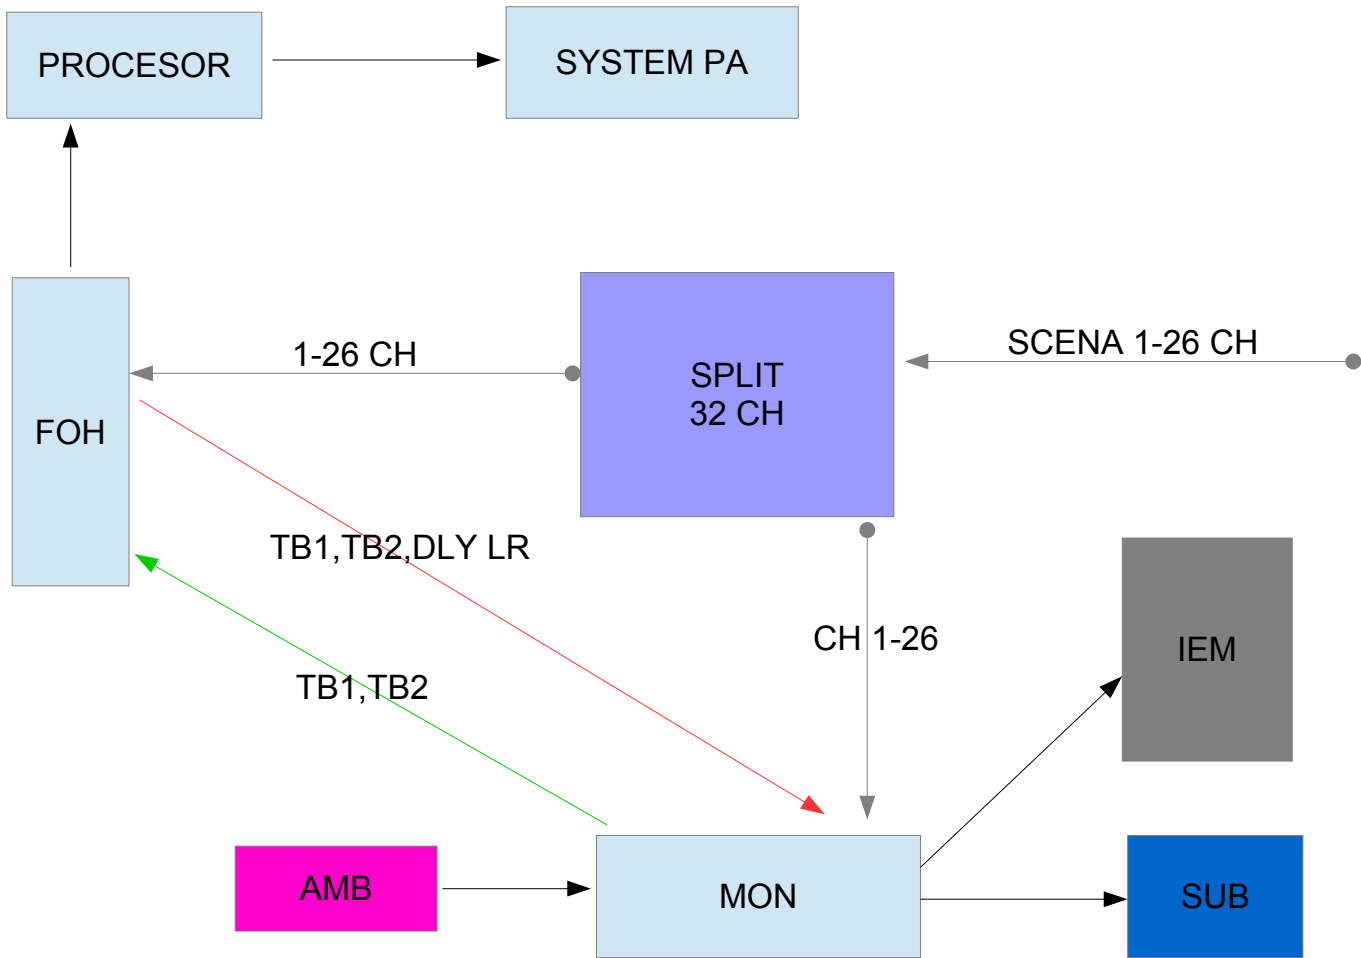 PROCESOR
SYSTEM PA
SCENA 1-26 CH
1-26 CH
SPLIT
32 CH
FOH
TB1,TB2,DLY LR
CH 1-26
IEM
TB1,TB2
AMB
MON
SUB